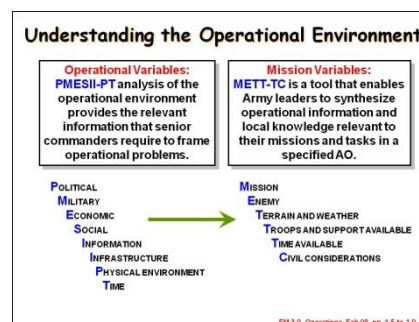 Understanding the Operational Environment
Operational Variables:
PMESII-PT analysis of the
operational environment
provides the relevant
information that senior
commanders require to frame
operational problems.
Mission Variables:
METT-TC is a tool that enables
Army leaders to synthesize
operational information and
local knowledge relevant to
their missions and tasks in a
specified AO.
POLITICAL
MILITARY
ECONOMIC
SOCIAL
INFORMATION
INFRASTRUCTURE
PHYSICAL ENVIRONMENT
TIME
MISSION
ENEMY
TERRAIN AND WEATHER
TROOPS AND SUPPORT AVAILABLE
TIME AVAILABLE
CIVIL CONSIDERATIONS